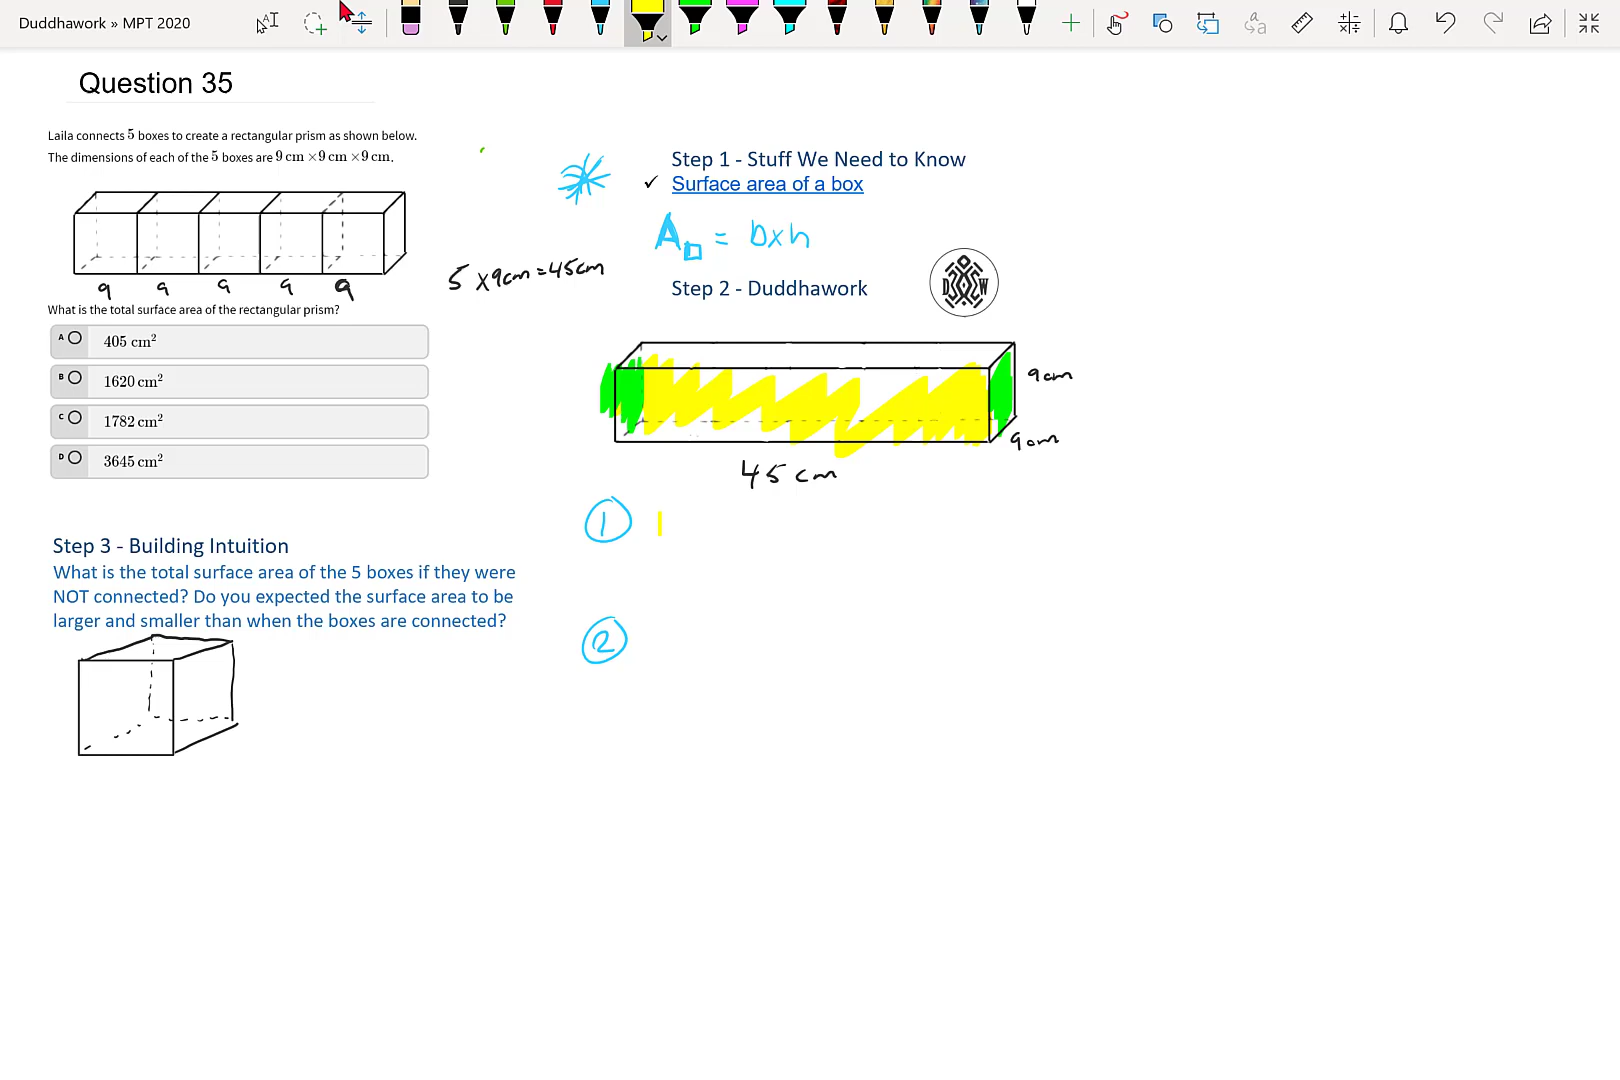 Duddhawork » MPT 2020
Question 35
Laila connects 5 boxes to create a rectangular prism as shown below.
The dimensions of each of the 5 boxes are 9 cm ×9 cm ×9 cm.
9 9 9 9 9
5 x 9cm = 45cm
What is the total surface area of the rectangular prism?
A 405 cm²
B 1620 cm²
C 1782 cm²
D 3645 cm²
Step 3 - Building Intuition
What is the total surface area of the 5 boxes if they were
NOT connected? Do you expected the surface area to be
larger and smaller than when the boxes are connected?
Step 1 - Stuff We Need to Know
✓ Surface area of a box
A□ = bxh
Step 2 - Duddhawork
D W
9cm
9cm
45 cm
1
2